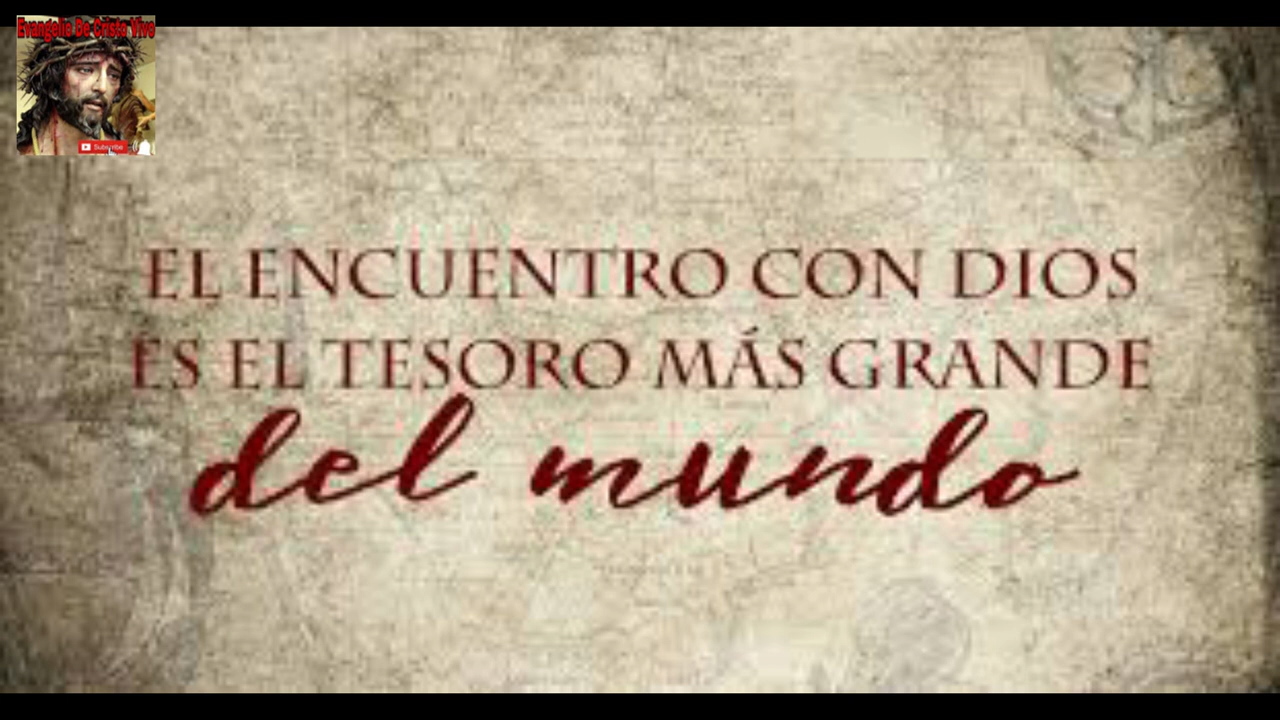 Evangelio De Cristo Vivo
Subscribe
EL ENCUENTRO CON DIOS
ES EL TESORO MÁS GRANDE
del mundo